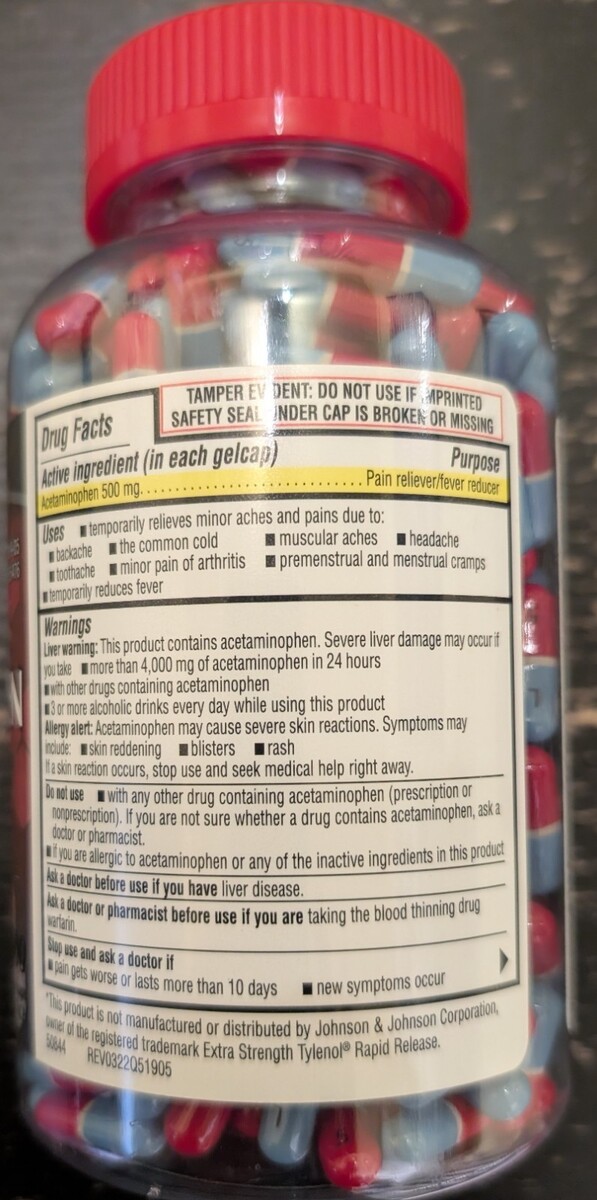 TAMPER EV DENT: DO NOT USE IF MPRINTED
SAFETY SEAL NDER CAP IS BROKEN OR MISSING
Drug Facts
Active ingredient (in each gelcap) Purpose
Acetaminophen 500 mg. . . . . . . . . . . . . . . . . . . . . . . . . . . . . . . . . . . Pain reliever/fever reducer
Uses ■ temporarily relieves minor aches and pains due to:
■ backache ■ the common cold ■ muscular aches ■ headache
■ toothache ■ minor pain of arthritis ■ premenstrual and menstrual cramps
■ temporarily reduces fever
Warnings
Liver warning: This product contains acetaminophen. Severe liver damage may occur if
you take ■ more than 4,000 mg of acetaminophen in 24 hours
■ with other drugs containing acetaminophen
■ 3 or more alcoholic drinks every day while using this product
Allergy alert: Acetaminophen may cause severe skin reactions. Symptoms may
include: ■ skin reddening ■ blisters ■ rash
If a skin reaction occurs, stop use and seek medical help right away.
Do not use ■ with any other drug containing acetaminophen (prescription or
nonprescription). If you are not sure whether a drug contains acetaminophen, ask a
doctor or pharmacist.
■ if you are allergic to acetaminophen or any of the inactive ingredients in this product
Ask a doctor before use if you have liver disease.
Ask a doctor or pharmacist before use if you are taking the blood thinning drug
warfarin.
Stop use and ask a doctor if
■ pain gets worse or lasts more than 10 days ■ new symptoms occur
*This product is not manufactured or distributed by Johnson & Johnson Corporation,
owner of the registered trademark Extra Strength Tylenol® Rapid Release.
50844 REV0322Q51905